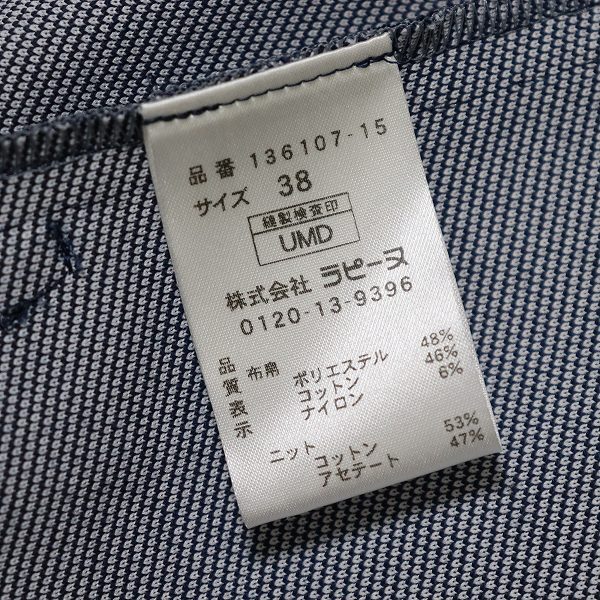 品番 136107-15
サイズ 38
縫製検査印
UMD
株式会社 ラピーヌ
0120-13-9396
品質表示
布帛 ポリエステル 48%
コットン 46%
ナイロン 6%
ニット コットン 53%
アセテート 47%